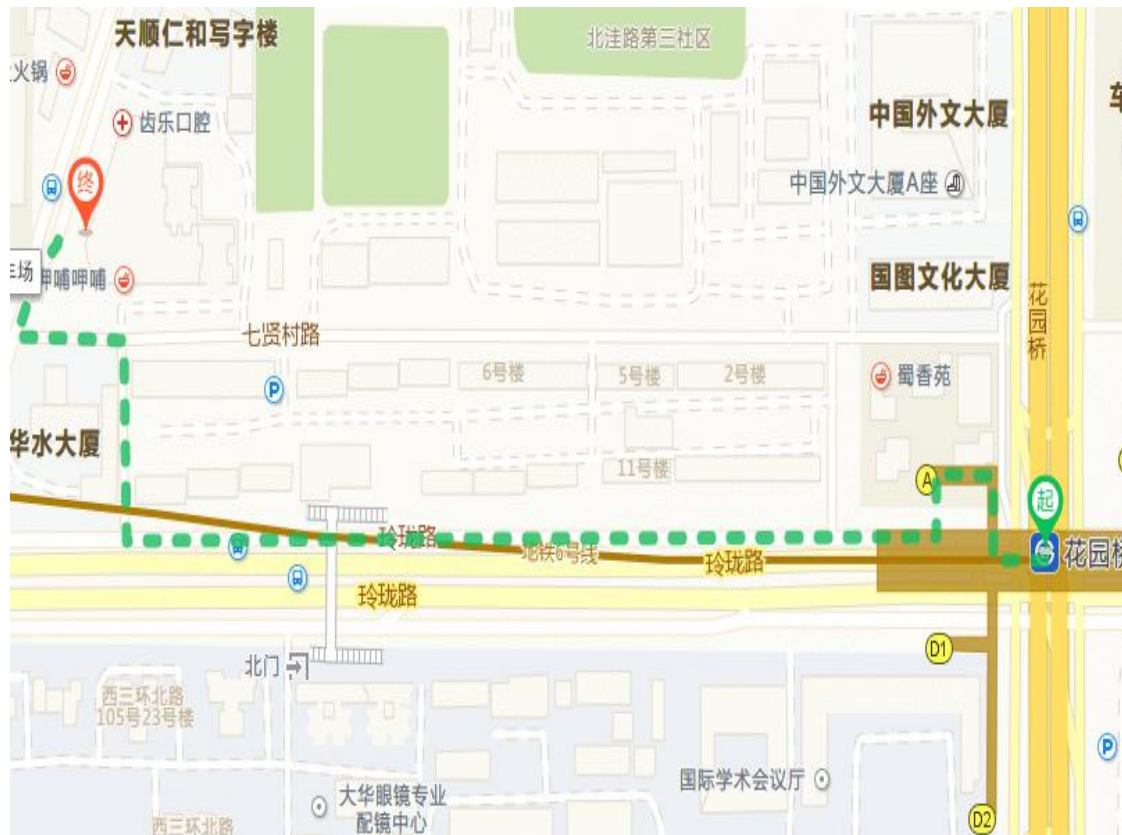 天顺仁和写字楼
北洼路第三社区
火锅
齿乐口腔
中国外文大厦
终
中国外文大厦A座
场
呷哺呷哺
国图文化大厦
花园桥
七贤村路
P
6号楼
5号楼
2号楼
蜀香苑
华水大厦
11号楼
A
起
玲珑路
地铁6号线
玲珑路
花园桥
玲珑路
D1
北门
西三环北路
105号23号楼
P
国际学术会议厅
大华眼镜专业
配镜中心
西三环北路
D2